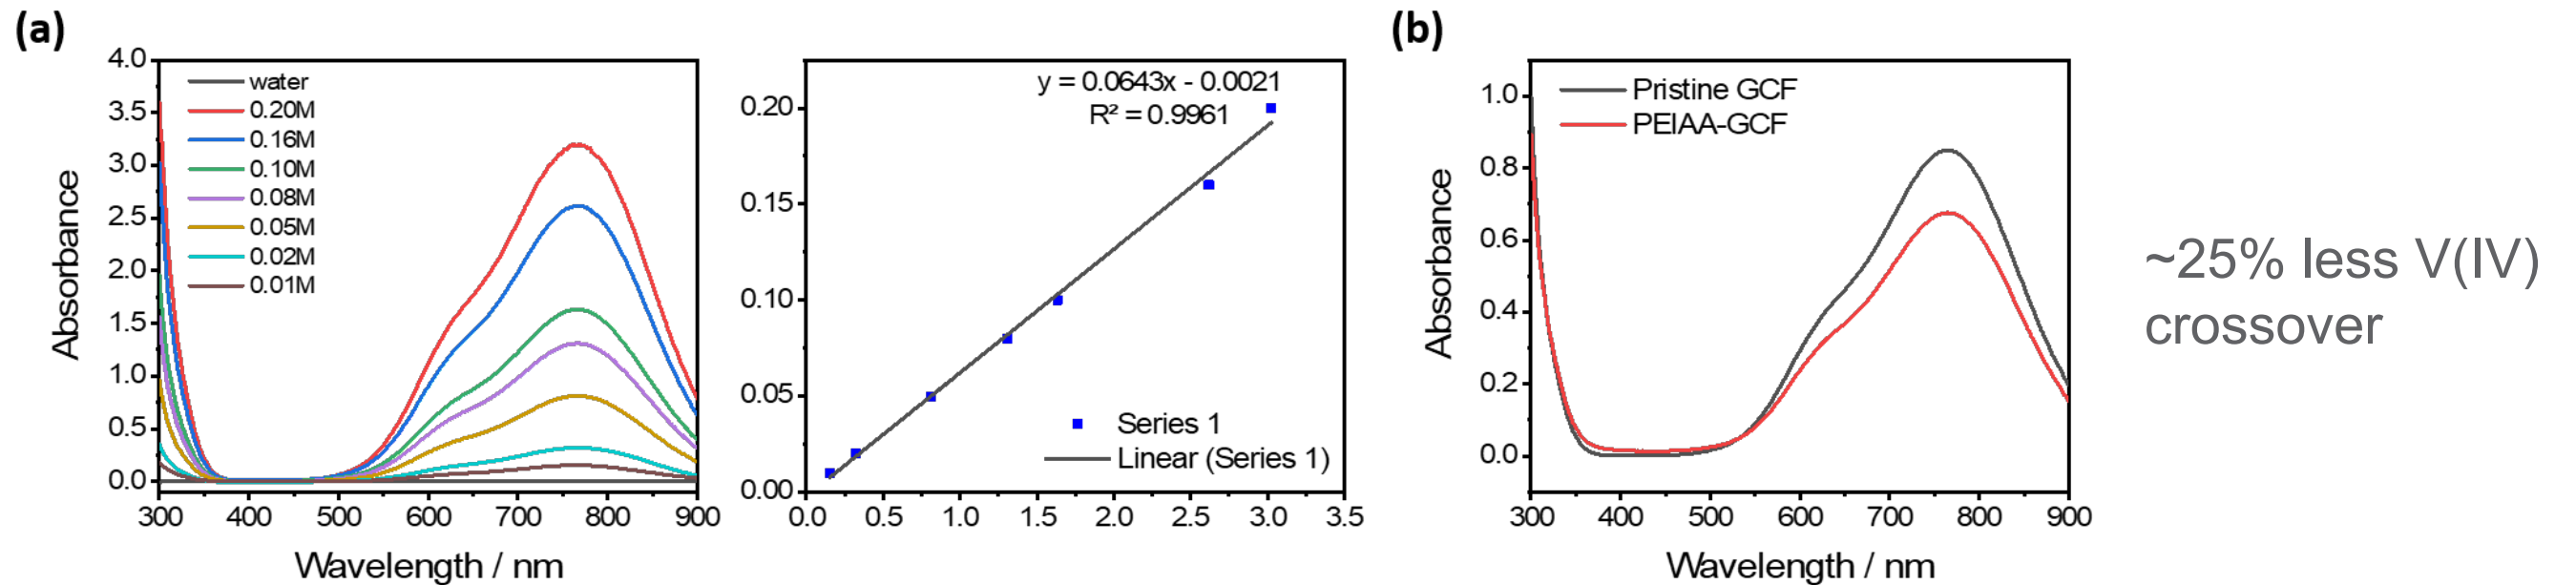 (a)
4.0
3.5
3.0
2.5
2.0
1.5
1.0
0.5
0.0
Absorbance
water
0.20M
0.16M
0.10M
0.08M
0.05M
0.02M
0.01M
300 400 500 600 700 800 900
Wavelength / nm
0.20
0.15
0.10
0.05
0.00
y = 0.0643x - 0.0021
R² = 0.9961
Series 1
Linear (Series 1)
0.0 0.5 1.0 1.5 2.0 2.5 3.0 3.5
(b)
1.0
0.8
0.6
0.4
0.2
0.0
Absorbance
Pristine GCF
PEIAA-GCF
300 400 500 600 700 800 900
Wavelength / nm
~25% less V(IV)
crossover